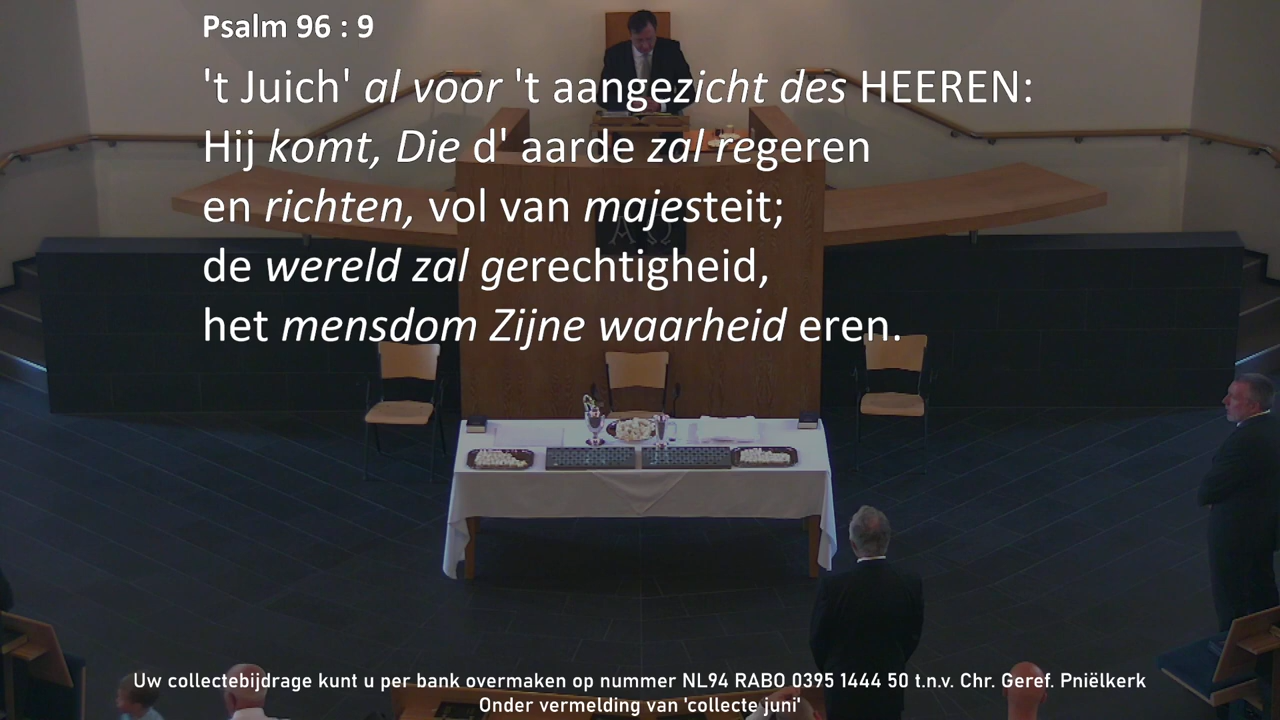 Psalm 96 : 9
't Juich' al voor 't aangezicht des HEEREN:
Hij komt, Die d' aarde zal regeren
en richten, vol van majesteit;
ΑΩ
de wereld zal gerechtigheid,
het mensdom Zijne waarheid eren.
Uw collectebijdrage kunt u per bank overmaken op nummer NL94 RABO 0395 1444 50 t.n.v. Chr. Geref. Pniëlkerk
Onder vermelding van 'collecte juni'